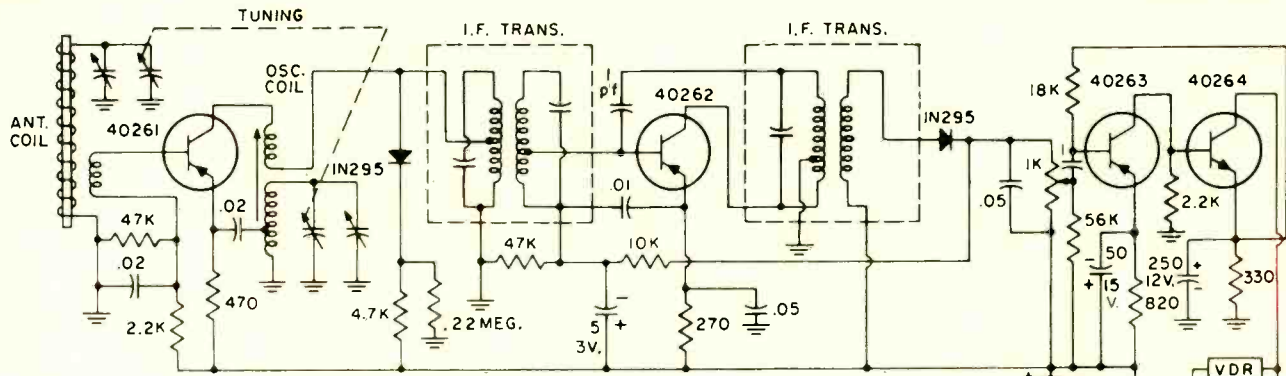 TUNING
I.F. TRANS.
I.F. TRANS.
OSC.
COIL
1
pf
40262
40263
40264
18K
ANT.
COIL
40261
IN295
IN295
1K
1
.02
.01
.05
2.2K
47K
47K
10K
56K
.02
50
15
V.
250
12V.
330
2.2K
470
4.7K
.22 MEG.
5
3V.
270
.05
820
VDR